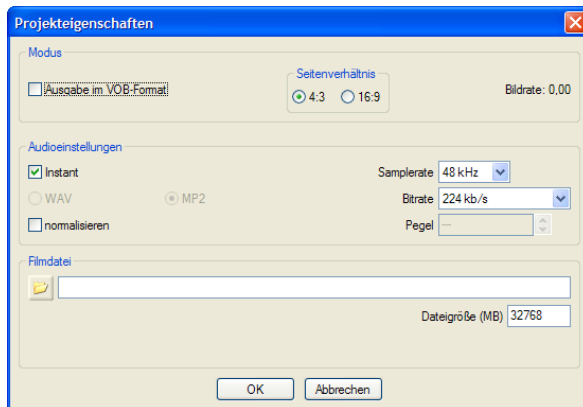 Projekteigenschaften
Modus
Ausgabe im VOB-Format
Seitenverhältnis
4:3 16:9
Bildrate: 0,00
Audioeinstellungen
Instant
Samplerate 48 kHz
WAV MP2
Bitrate 224 kb/s
normalisieren
Pegel ---
Filmdatei
Dateigröße (MB) 32768
OK Abbrechen